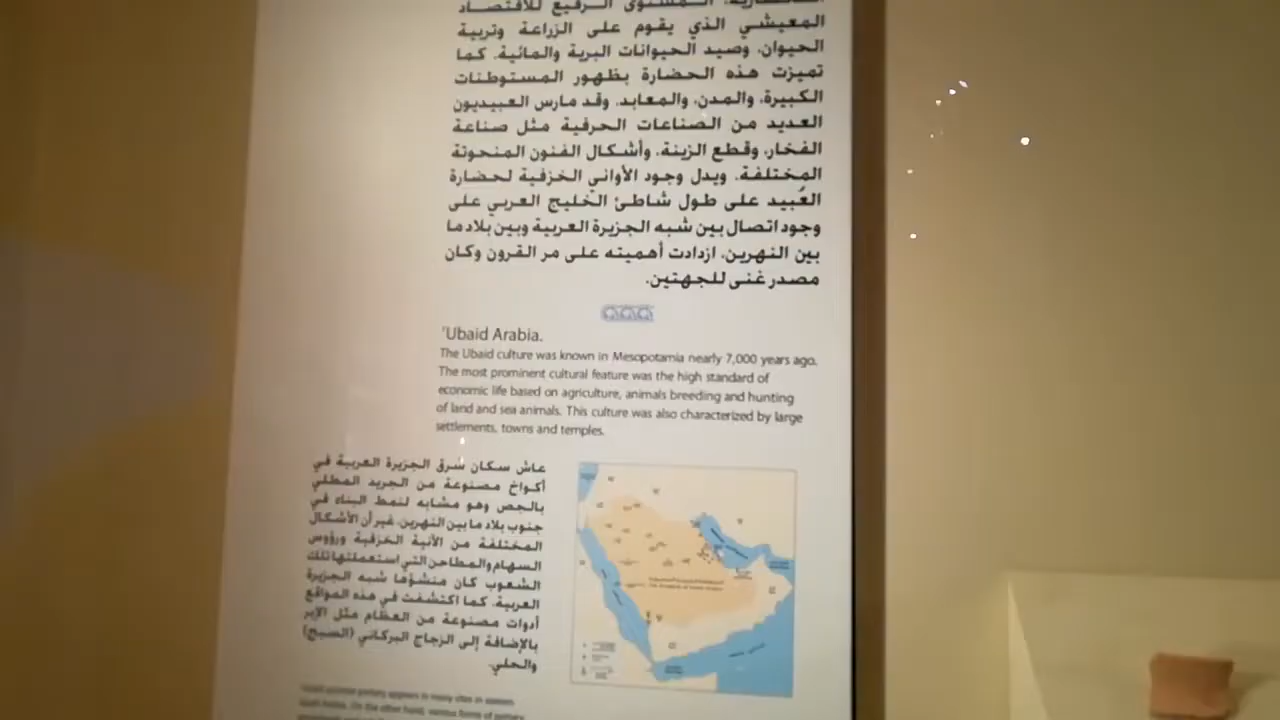 الـمـسـتـوى الـرفيع للاقتصـاد
المعيشي الذي يقوم على الزراعة وتربية
الحيوان، وصيد الحيوانات البرية والمائية. كما
تميزت هذه الحضارة بظهور المستوطنات
الكبيرة، والمدن، والمعابد. وقد مارس العبيديون
العديد من الصناعات الحرفية مثل صناعة
الفخار، وقطع الزينة، وأشكال الفنون المنحوتة
المختلفة. ويدل وجود الأواني الخزفية لحضارة
العُبيد على طول شاطئ الخليج العربي على
وجود اتصال بين شبه الجزيرة العربية وبين بلاد ما
بين النهرين، ازدادت أهميته على مر القرون وكان
مصدر غنى للجهتين.
'Ubaid Arabia.
The Ubaid culture was known in Mesopotamia nearly 7,000 years ago.
The most prominent cultural feature was the high standard of
economic life based on agriculture, animals breeding and hunting
of land and sea animals. This culture was also characterized by large
settlements, towns and temples.
عاش سكان شرق الجزيرة العربية في
أكواخ مصنوعة من الجريد المطلي
بالجص وهو مشابه لنمط البناء في
جنوب بلاد ما بين النهرين. غير أن الأشكال
المختلفة من الآنية الخزفية ورؤوس
السهام والمطاحن التي استعملتها تلك
الشعوب كان منشؤها شبه الجزيرة
العربية. كما اكتشفت في هذه المواقع
أدوات مصنوعة من العظام مثل الإبر
بالإضافة إلى الزجاج البركاني (السبج)
والحلي.